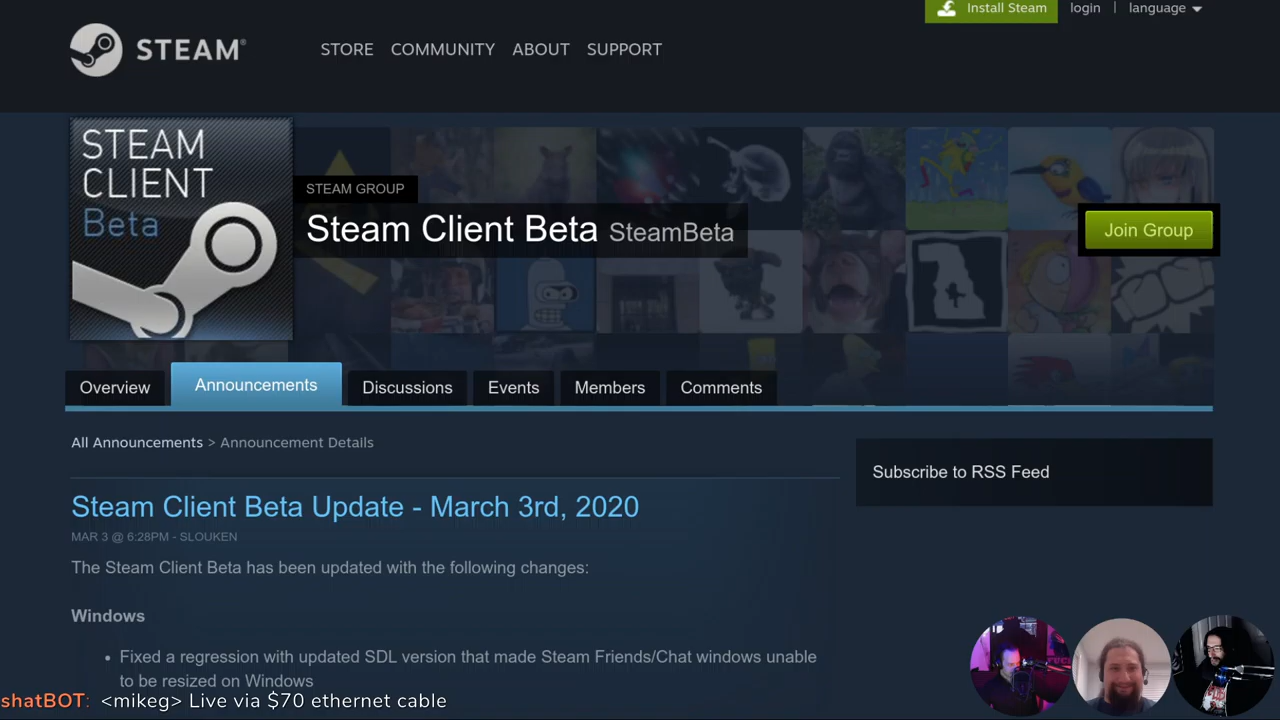 Install Steam login | language
STEAM®
STORE COMMUNITY ABOUT SUPPORT
STEAM
CLIENT
Beta
STEAM GROUP
Steam Client Beta SteamBeta
Join Group
Overview Announcements Discussions Events Members Comments
All Announcements > Announcement Details
Subscribe to RSS Feed
Steam Client Beta Update - March 3rd, 2020
MAR 3 @ 6:28PM - SLOUKEN
The Steam Client Beta has been updated with the following changes:
Windows
• Fixed a regression with updated SDL version that made Steam Friends/Chat windows unable
to be resized on Windows
shatBOT: <mikeg> Live via $70 ethernet cable